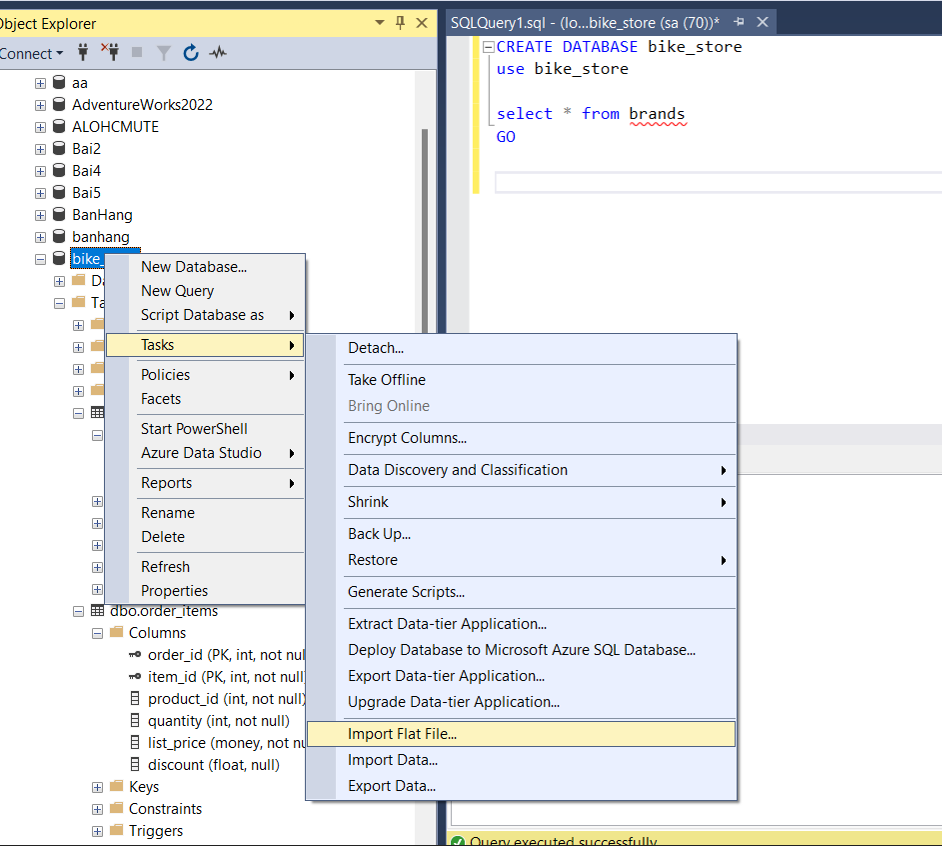 Object Explorer
Connect
aa
AdventureWorks2022
ALOHCMUTE
Bai2
Bai4
Bai5
BanHang
banhang
bike_
Da
Ta
New Database...
New Query
Script Database as
Tasks
Policies
Facets
Start PowerShell
Azure Data Studio
Reports
Rename
Delete
Refresh
Properties
Detach...
Take Offline
Bring Online
Encrypt Columns...
Data Discovery and Classification
Shrink
Back Up...
Restore
Generate Scripts...
Extract Data-tier Application...
Deploy Database to Microsoft Azure SQL Database...
Export Data-tier Application...
Upgrade Data-tier Application...
Import Flat File...
Import Data...
Export Data...
dbo.order_items
Columns
order_id (PK, int, not nul
item_id (PK, int, not null
product_id (int, not null)
quantity (int, not null)
list_price (money, not nu
discount (float, null)
Keys
Constraints
Triggers
SQLQuery1.sql - (lo...bike_store (sa (70))*
CREATE DATABASE bike_store
use bike_store
select * from brands
GO
Query executed successfully